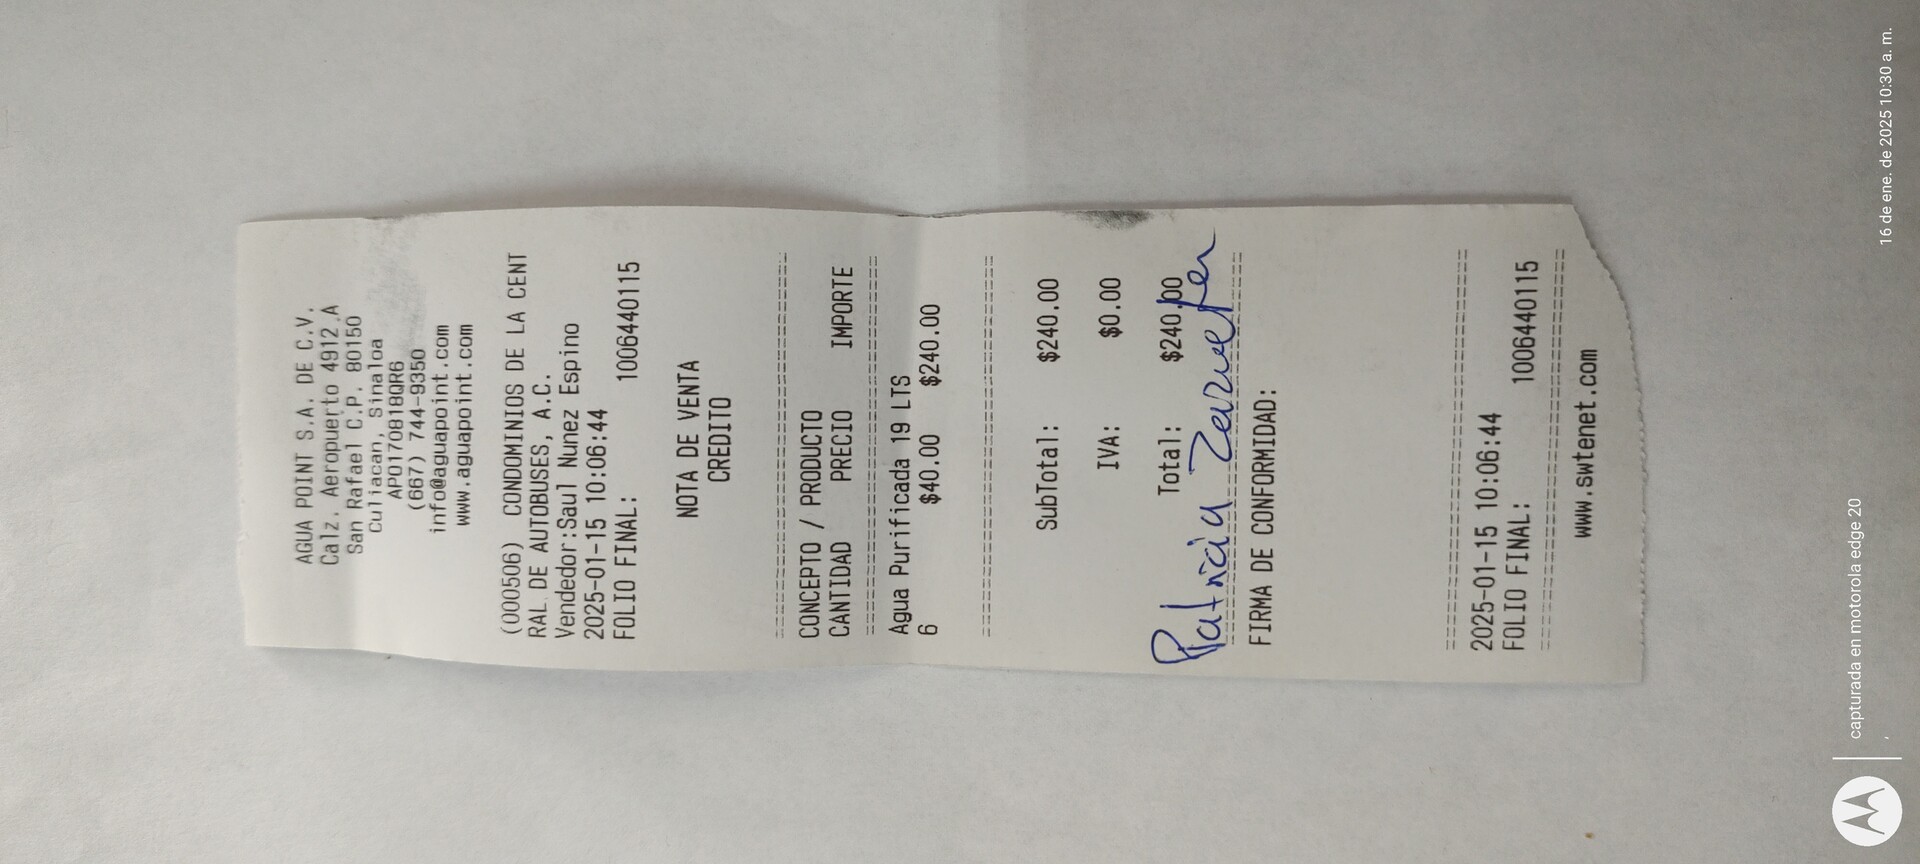 AGUA POINT S.A. DE C.V.
Calz. Aeropuerto 4912 A
San Rafael C.P. 80150
Culiacan, Sinaloa
APO170818QR6
(667) 744-9350
info@aguapoint.com
www.aguapoint.com
(000506) CONDOMINIOS DE LA CENT
RAL DE AUTOBUSES, A.C.
Vendedor:Saul Nunez Espino
2025-01-15 10:06:44
FOLIO FINAL: 1006440115
NOTA DE VENTA
CREDITO
CONCEPTO / PRODUCTO
CANTIDAD PRECIO IMPORTE
Agua Purificada 19 LTS
6 $40.00 $240.00
SubTotal: $240.00
IVA: $0.00
Total: $240.00
Patricia
FIRMA DE CONFORMIDAD:
2025-01-15 10:06:44
FOLIO FINAL: 1006440115
www.swtenet.com
capturada en motorola edge 20
,
16 de ene. de 2025 10:30 a. m.